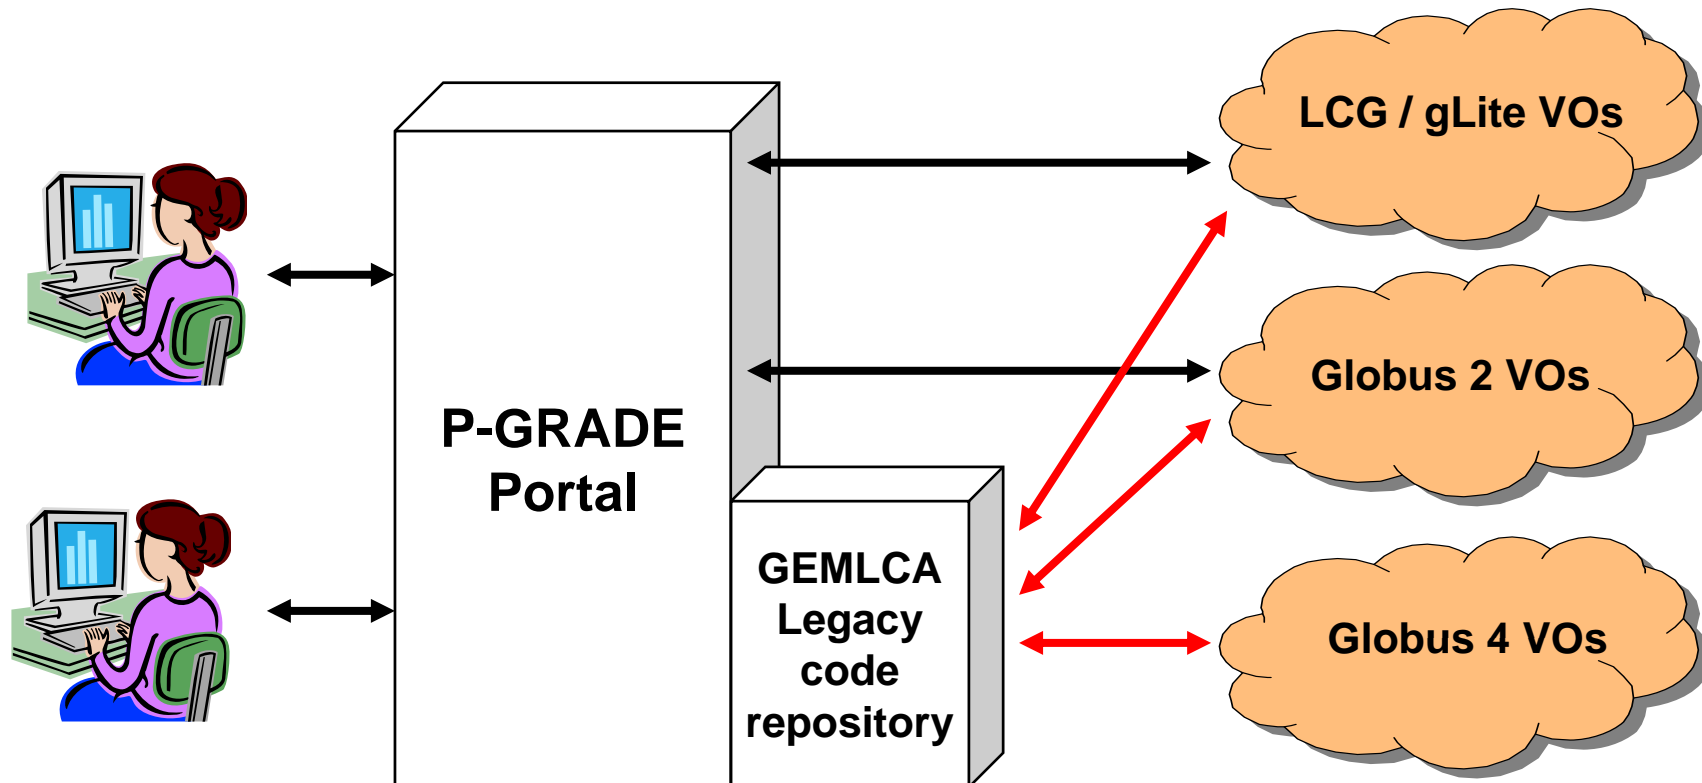 LCG / gLite VOs
Globus 2 VOs
P-GRADE
Portal
GEMLCA
Legacy
code
repository
Globus 4 VOs